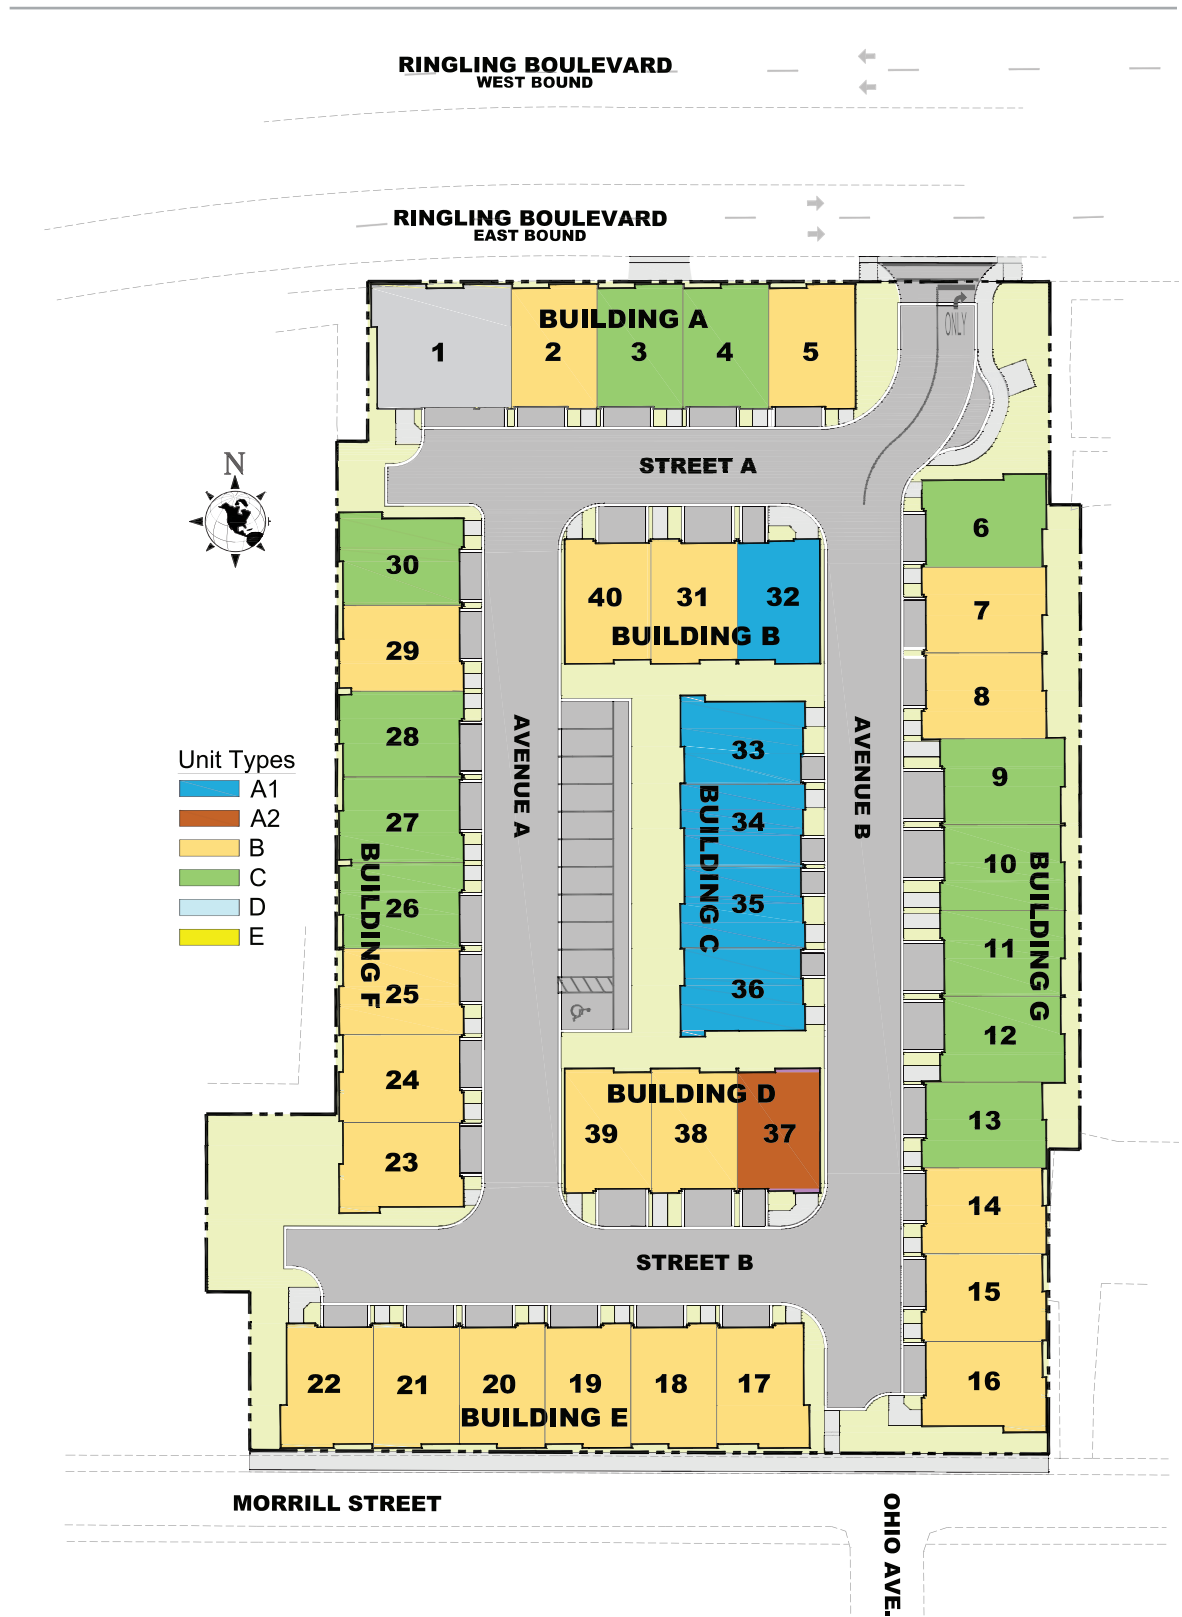 RINGLING BOULEVARD
WEST BOUND
RINGLING BOULEVARD
EAST BOUND
BUILDING A
1
2
3
4
5
ONLY
STREET A
N
6
7
8
9
10
11
12
13
14
15
16
BUILDING G
30
29
28
27
26
25
24
23
BUILDING F
40
31
32
BUILDING B
AVENUE A
AVENUE B
33
34
35
36
BUILDING C
Unit Types
A1
A2
B
C
D
E
BUILDING D
39
38
37
STREET B
22
21
20
19
18
17
BUILDING E
MORRILL STREET
OHIO AVE.